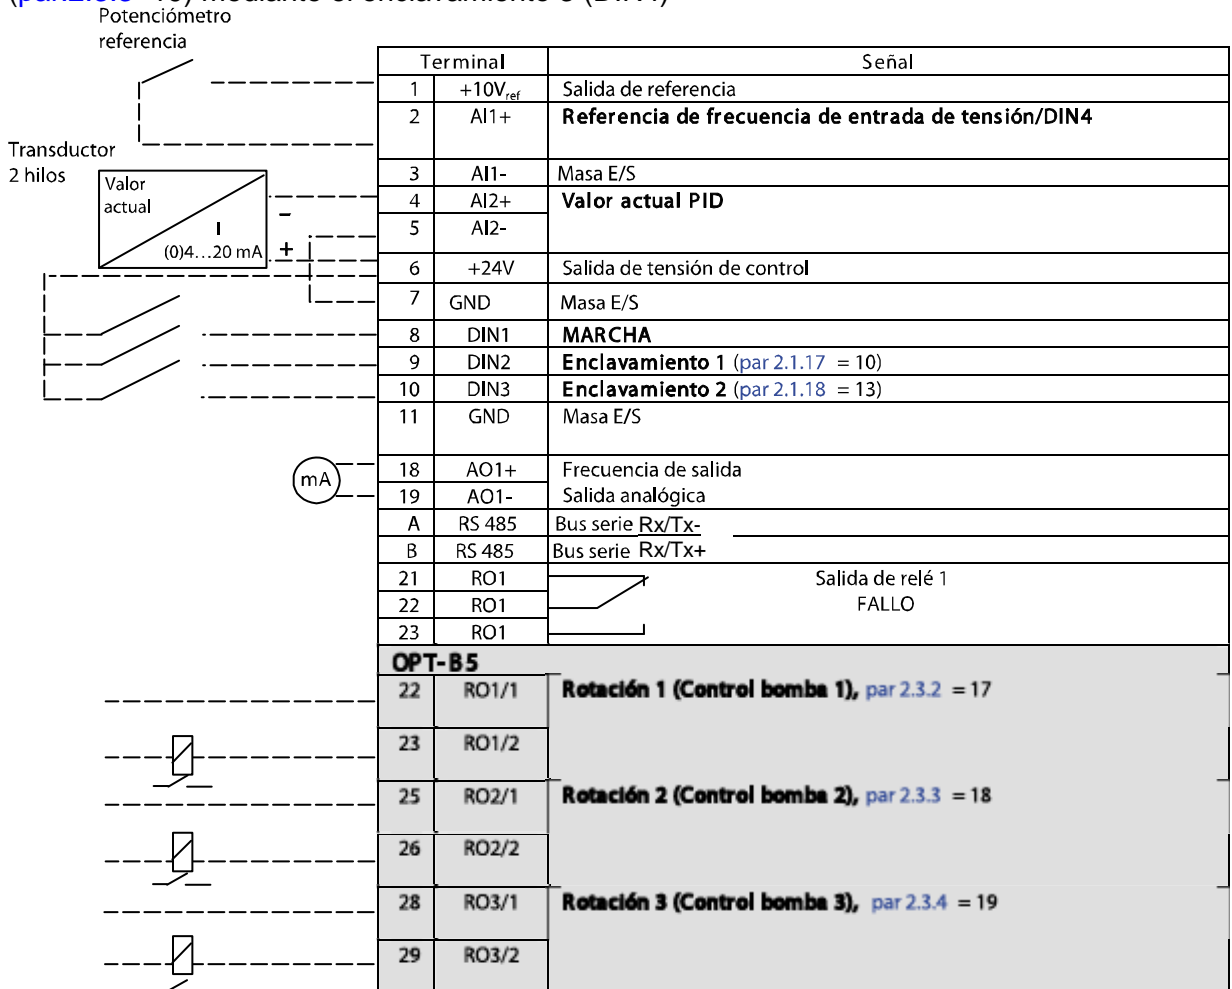 Potenciómetro
referencia
Terminal Señal
1 +10Vref Salida de referencia
2 AI1+ Referencia de frecuencia de entrada de tensión/DIN4
Transductor
2 hilos
Valor
actual
I
(0)4...20 mA
-
+
3 AI1- Masa E/S
4 AI2+ Valor actual PID
5 AI2-
6 +24V Salida de tensión de control
7 GND Masa E/S
8 DIN1 MARCHA
9 DIN2 Enclavamiento 1 (par 2.1.17 = 10)
10 DIN3 Enclavamiento 2 (par 2.1.18 = 13)
11 GND Masa E/S
mA
18 AO1+ Frecuencia de salida
19 AO1- Salida analógica
A RS 485 Bus serie Rx/Tx-
B RS 485 Bus serie Rx/Tx+
21 RO1 Salida de relé 1
22 RO1 FALLO
23 RO1
OPT-B5
22 RO1/1 Rotación 1 (Control bomba 1), par 2.3.2 = 17
23 RO1/2
25 RO2/1 Rotación 2 (Control bomba 2), par 2.3.3 = 18
26 RO2/2
28 RO3/1 Rotación 3 (Control bomba 3), par 2.3.4 = 19
29 RO3/2